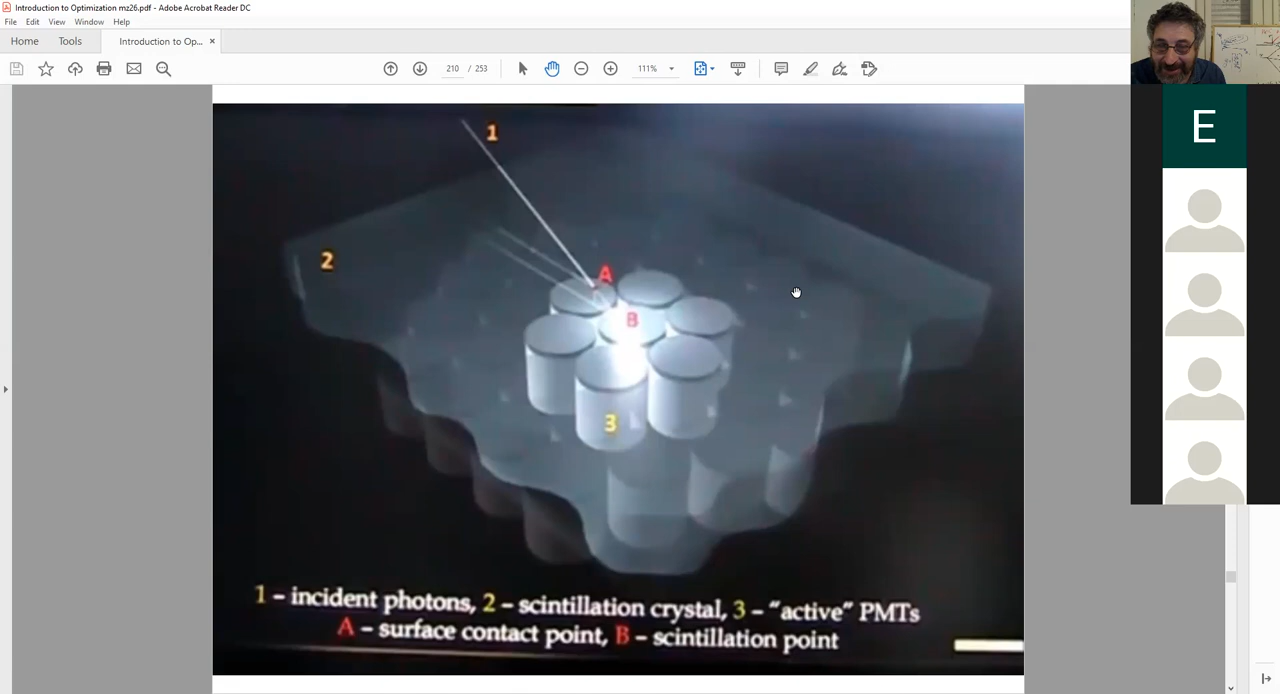 Introduction to Optimization mz26.pdf - Adobe Acrobat Reader DC
File Edit View Window Help
Home Tools Introduction to Op... ×
210 / 253 111%
E
1
2
A
B
3
1 – incident photons, 2 – scintillation crystal, 3 – “active” PMTs
A – surface contact point, B – scintillation point